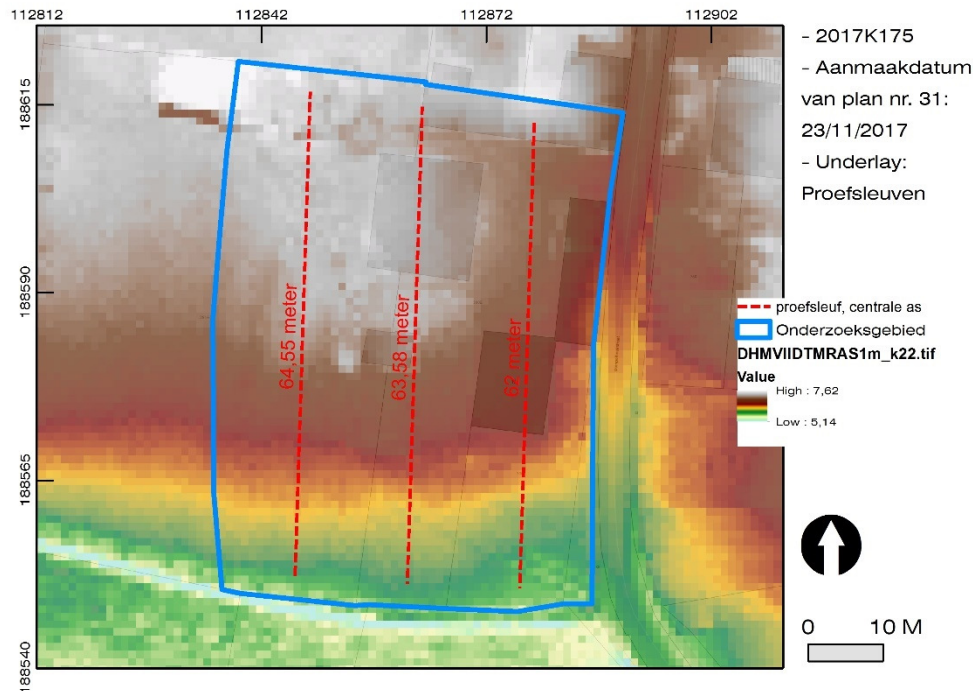 112812
112842
112872
112902
188615
188590
188565
188540
64,55 meter
63,58 meter
62 meter
- 2017K175
- Aanmaakdatum
van plan nr. 31:
23/11/2017
- Underlay:
Proefsleuven
proefsleuf, centrale as
Onderzoeksgebied
DHMVIIDTMRAS1m_k22.tif
Value
High : 7,62
Low : 5,14
0 10 M